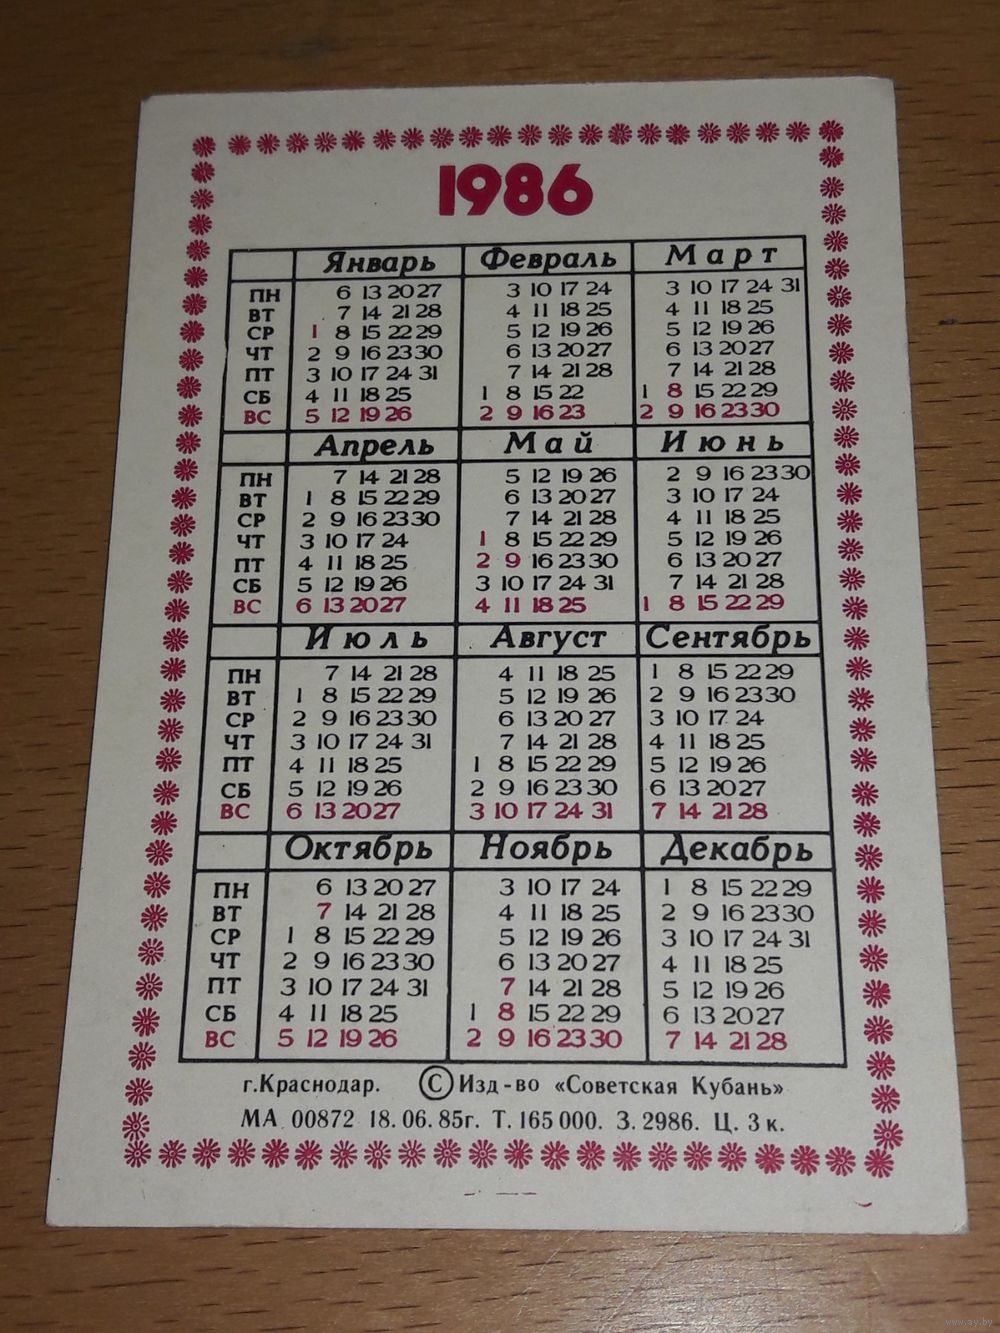 1986
Январь Февраль Март
ПН 6 13 20 27 3 10 17 24 3 10 17 24 31
ВТ 7 14 21 28 4 11 18 25 4 11 18 25
СР 1 8 15 22 29 5 12 19 26 5 12 19 26
ЧТ 2 9 16 23 30 6 13 20 27 6 13 20 27
ПТ 3 10 17 24 31 7 14 21 28 7 14 21 28
СБ 4 11 18 25 1 8 15 22 1 8 15 22 29
ВС 5 12 19 26 2 9 16 23 2 9 16 23 30
Апрель Май Июнь
ПН 7 14 21 28 5 12 19 26 2 9 16 23 30
ВТ 1 8 15 22 29 6 13 20 27 3 10 17 24
СР 2 9 16 23 30 7 14 21 28 4 11 18 25
ЧТ 3 10 17 24 1 8 15 22 29 5 12 19 26
ПТ 4 11 18 25 2 9 16 23 30 6 13 20 27
СБ 5 12 19 26 3 10 17 24 31 7 14 21 28
ВС 6 13 20 27 4 11 18 25 1 8 15 22 29
Июль Август Сентябрь
ПН 7 14 21 28 4 11 18 25 1 8 15 22 29
ВТ 1 8 15 22 29 5 12 19 26 2 9 16 23 30
СР 2 9 16 23 30 6 13 20 27 3 10 17 24
ЧТ 3 10 17 24 31 7 14 21 28 4 11 18 25
ПТ 4 11 18 25 1 8 15 22 29 5 12 19 26
СБ 5 12 19 26 2 9 16 23 30 6 13 20 27
ВС 6 13 20 27 3 10 17 24 31 7 14 21 28
Октябрь Ноябрь Декабрь
ПН 6 13 20 27 3 10 17 24 1 8 15 22 29
ВТ 7 14 21 28 4 11 18 25 2 9 16 23 30
СР 1 8 15 22 29 5 12 19 26 3 10 17 24 31
ЧТ 2 9 16 23 30 6 13 20 27 4 11 18 25
ПТ 3 10 17 24 31 7 14 21 28 5 12 19 26
СБ 4 11 18 25 1 8 15 22 29 6 13 20 27
ВС 5 12 19 26 2 9 16 23 30 7 14 21 28
г.Краснодар. © Изд-во «Советская Кубань»
МА 00872 18.06.85г. Т. 165 000. З. 2986. Ц. 3 к.
www.ay.by